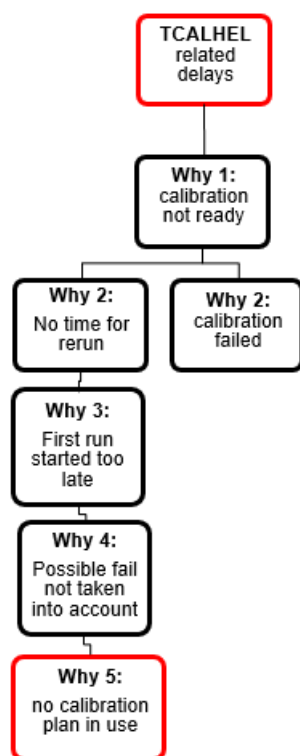 TCALHEL
related
delays
Why 1:
calibration
not ready
Why 2:
No time for
rerun
Why 2:
calibration
failed
Why 3:
First run
started too
late
Why 4:
Possible fail
not taken
into account
Why 5:
no calibration
plan in use